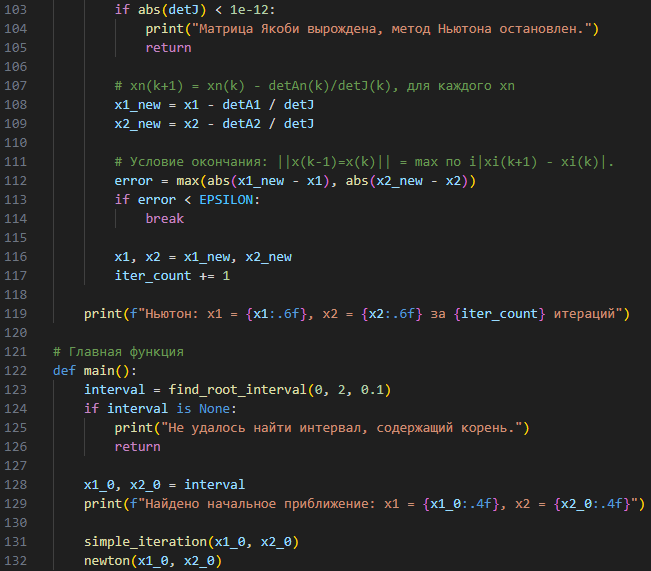 103 if abs(detJ) < 1e-12:
104 print("Матрица Якоби вырождена, метод Ньютона остановлен.")
105 return
106
107 # xn(k+1) = xn(k) - detAn(k)/detJ(k), для каждого xn
108 x1_new = x1 - detA1 / detJ
109 x2_new = x2 - detA2 / detJ
110
111 # Условие окончания: ||x(k-1)=x(k)|| = max по i|xi(k+1) - xi(k)|.
112 error = max(abs(x1_new - x1), abs(x2_new - x2))
113 if error < EPSILON:
114 break
115
116 x1, x2 = x1_new, x2_new
117 iter_count += 1
118
119 print(f"Ньютон: x1 = {x1:.6f}, x2 = {x2:.6f} за {iter_count} итераций")
120
121 # Главная функция
122 def main():
123 interval = find_root_interval(0, 2, 0.1)
124 if interval is None:
125 print("Не удалось найти интервал, содержащий корень.")
126 return
127
128 x1_0, x2_0 = interval
129 print(f"Найдено начальное приближение: x1 = {x1_0:.4f}, x2 = {x2_0:.4f}")
130
131 simple_iteration(x1_0, x2_0)
132 newton(x1_0, x2_0)